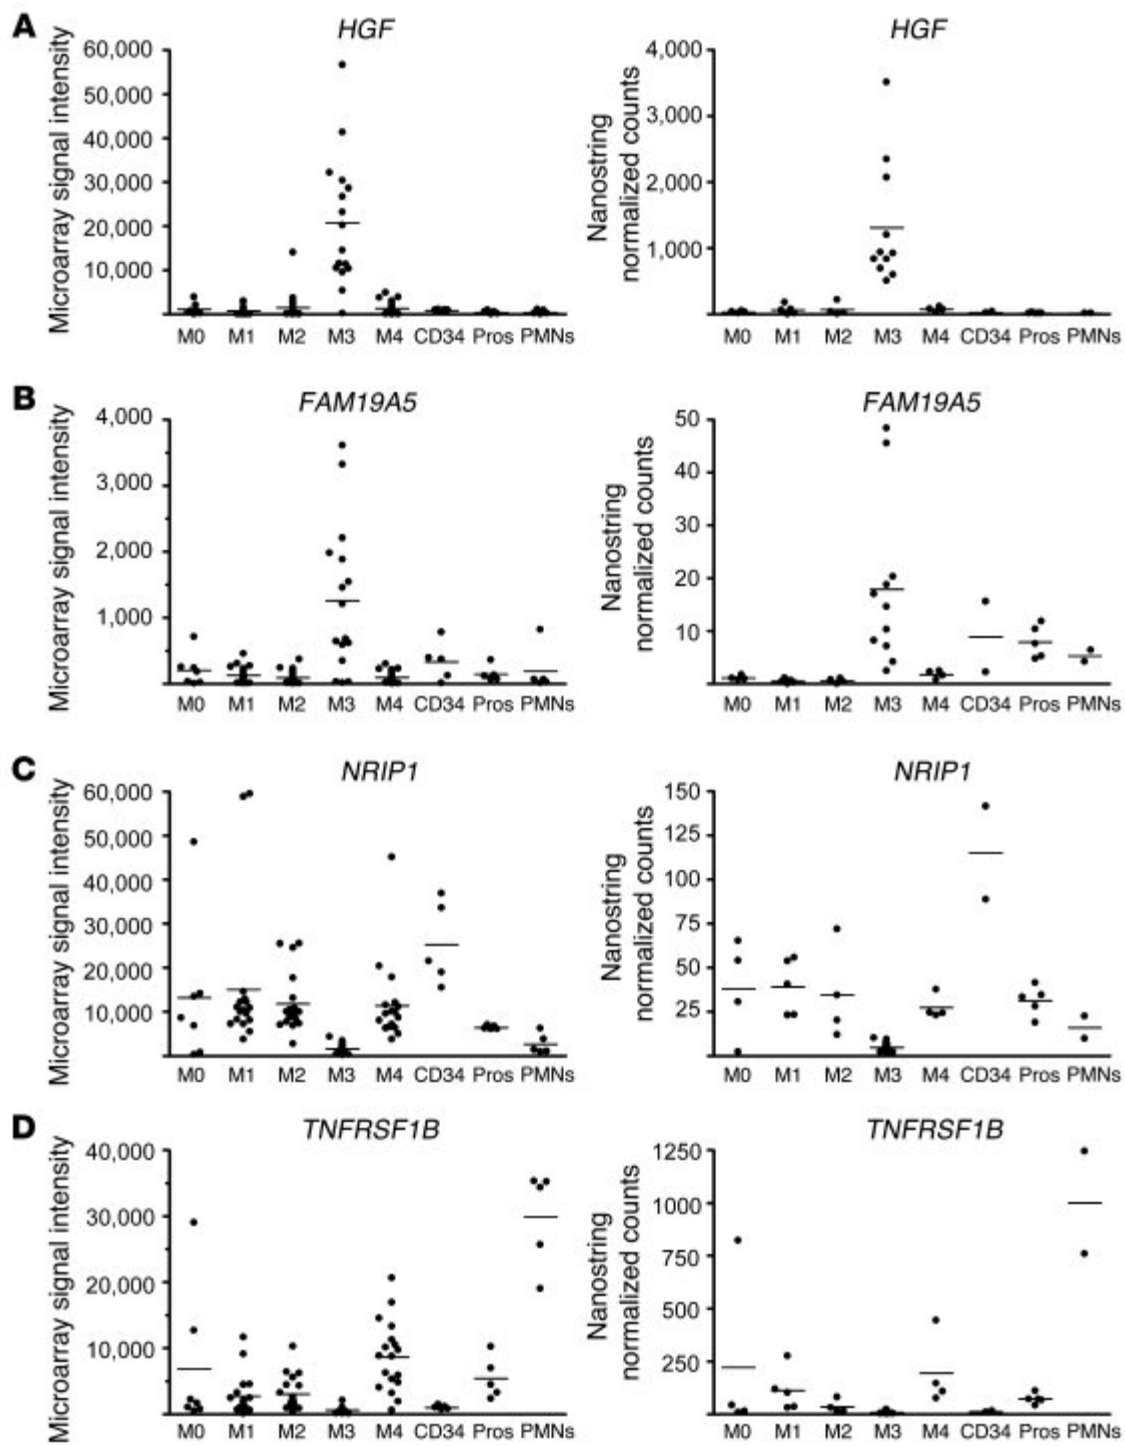 A
HGF
HGF
Microarray signal intensity
60,000
50,000
40,000
30,000
20,000
10,000
M0 M1 M2 M3 M4 CD34 Pros PMNs
Nanostring
normalized counts
4,000
3,000
2,000
1,000
M0 M1 M2 M3 M4 CD34 Pros PMNs
B
FAM19A5
FAM19A5
Microarray signal intensity
4,000
3,000
2,000
1,000
M0 M1 M2 M3 M4 CD34 Pros PMNs
Nanostring
normalized counts
50
40
30
20
10
M0 M1 M2 M3 M4 CD34 Pros PMNs
C
NRIP1
NRIP1
Microarray signal intensity
60,000
50,000
40,000
30,000
20,000
10,000
M0 M1 M2 M3 M4 CD34 Pros PMNs
Nanostring
normalized counts
150
125
100
75
50
25
M0 M1 M2 M3 M4 CD34 Pros PMNs
D
TNFRSF1B
TNFRSF1B
Microarray signal intensity
40,000
30,000
20,000
10,000
M0 M1 M2 M3 M4 CD34 Pros PMNs
Nanostring
normalized counts
1250
1000
750
500
250
M0 M1 M2 M3 M4 CD34 Pros PMNs